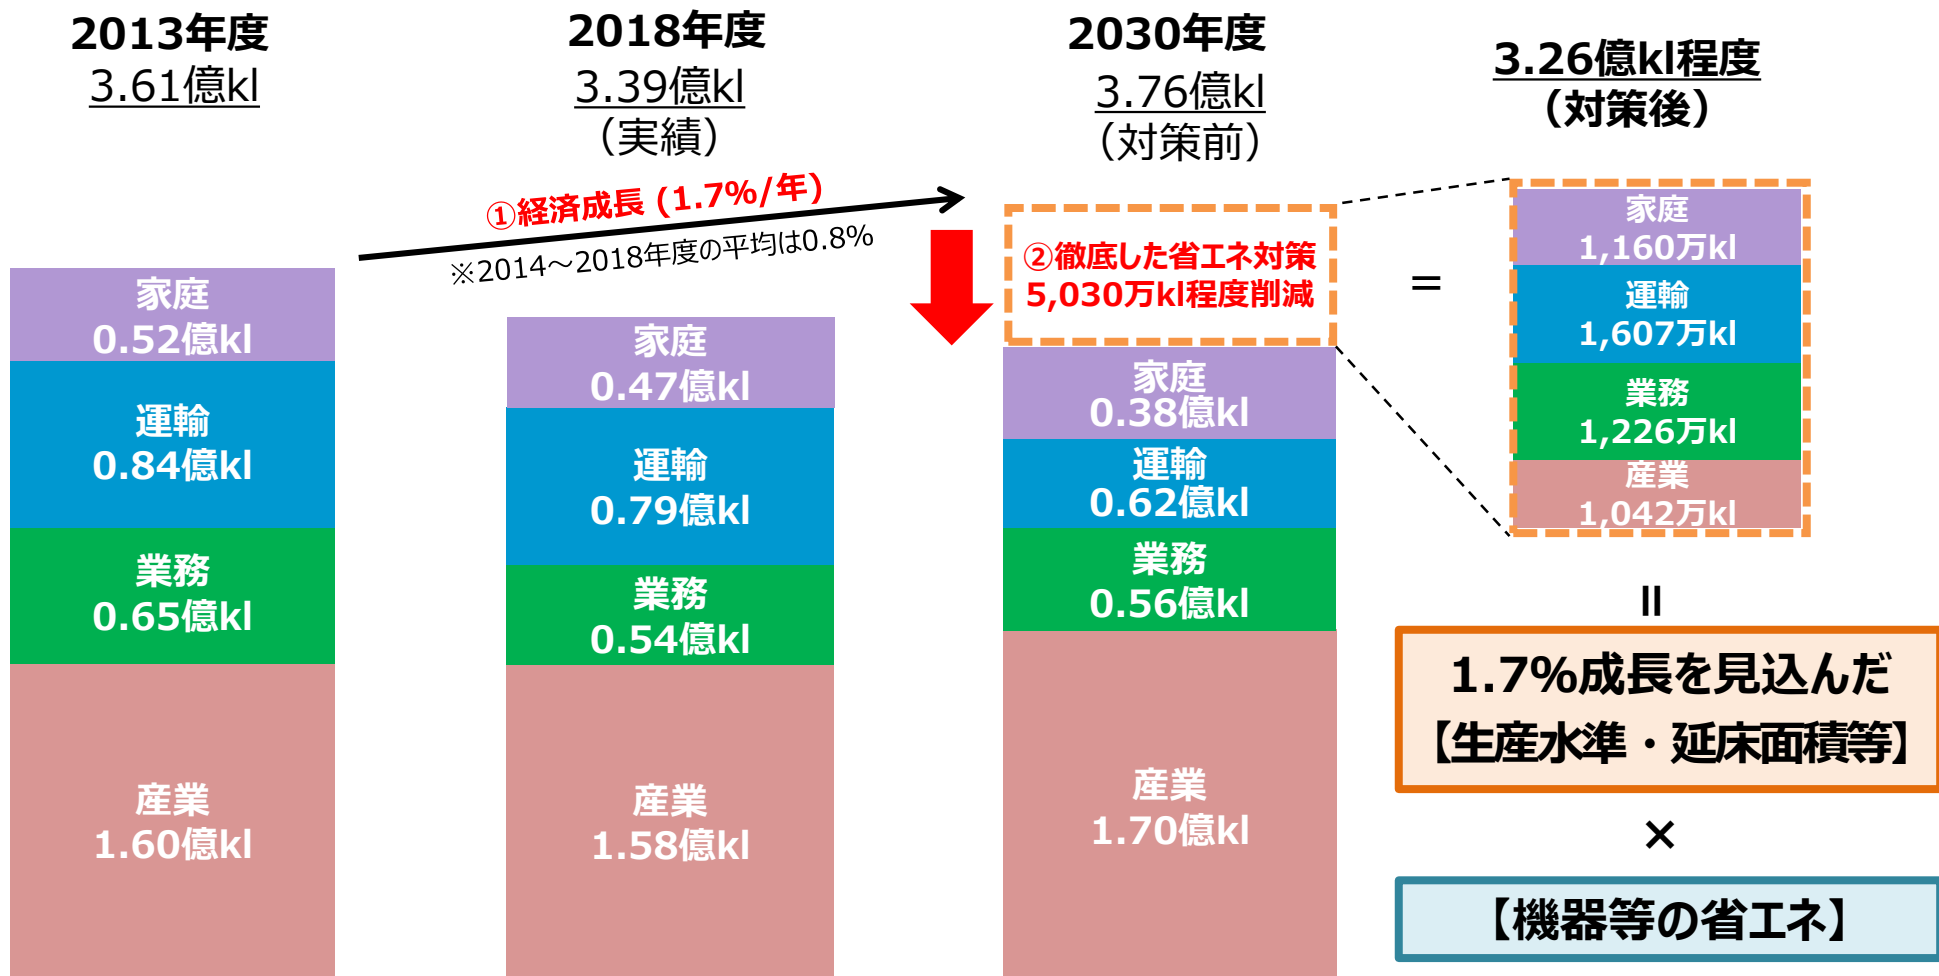 2013年度
3.61億kl
2018年度
3.39億kl
（実績）
2030年度
3.76億kl
（対策前）
3.26億kl程度
（対策後）
①経済成長 (1.7%/年)
※2014～2018年度の平均は0.8%
家庭
0.52億kl
運輸
0.84億kl
業務
0.65億kl
産業
1.60億kl
家庭
0.47億kl
運輸
0.79億kl
業務
0.54億kl
産業
1.58億kl
②徹底した省エネ対策
5,030万kl程度削減
家庭
0.38億kl
運輸
0.62億kl
業務
0.56億kl
産業
1.70億kl
＝
家庭
1,160万kl
運輸
1,607万kl
業務
1,226万kl
産業
1,042万kl
＝
1.7%成長を見込んだ
【生産水準・延床面積等】
×
【機器等の省エネ】